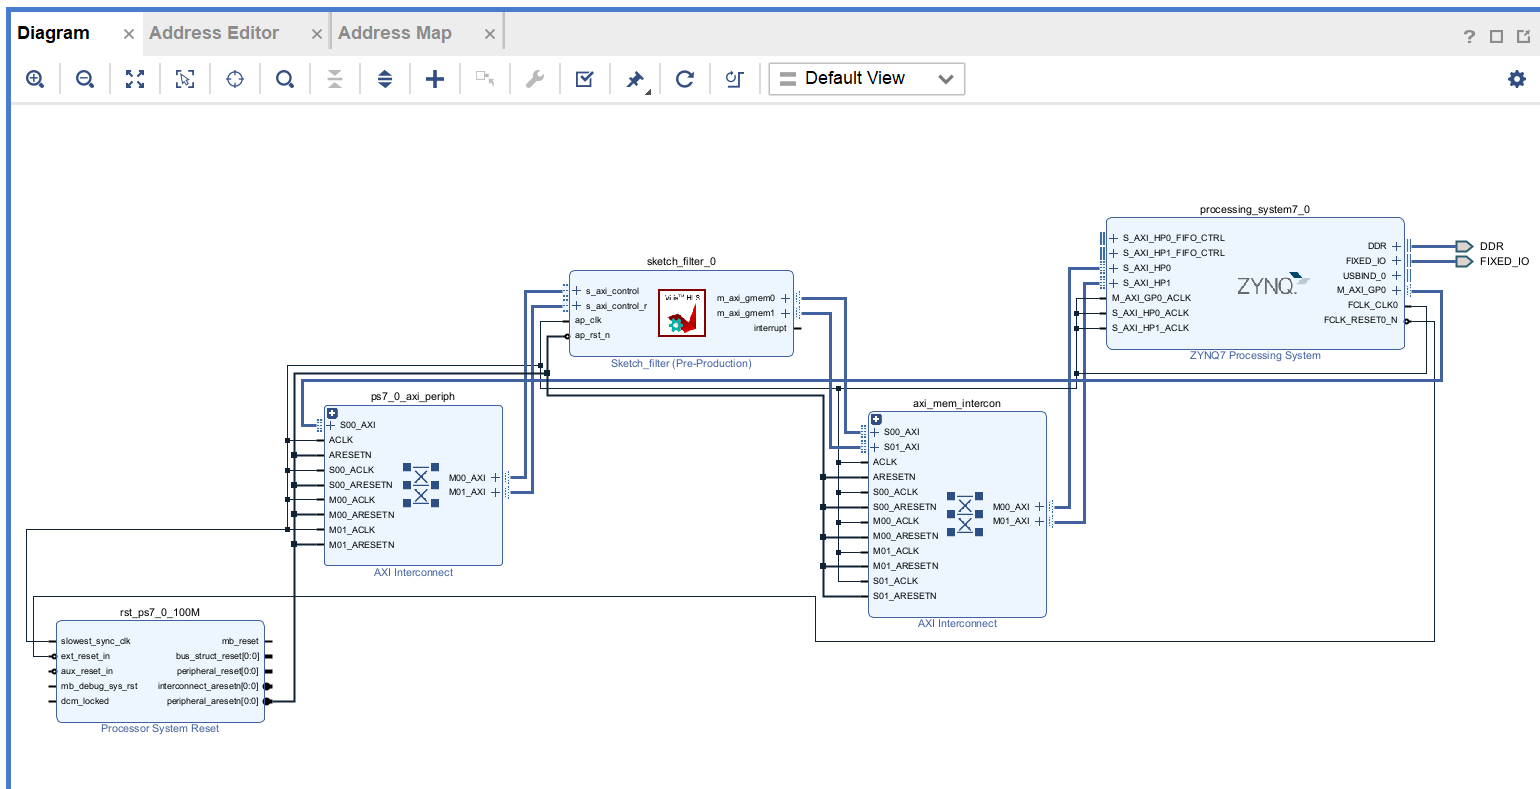 Diagram
Address Editor
Address Map
Default View
processing_system7_0
S_AXI_HP0_FIFO_CTRL
S_AXI_HP1_FIFO_CTRL
S_AXI_HP0
S_AXI_HP1
M_AXI_GP0_ACLK
S_AXI_HP0_ACLK
S_AXI_HP1_ACLK
ZYNQ
DDR
FIXED_IO
USBIND_0
M_AXI_GP0
FCLK_CLK0
FCLK_RESET0_N
ZYNQ7 Processing System
DDR
FIXED_IO
sketch_filter_0
s_axi_control
s_axi_control_r
ap_clk
ap_rst_n
m_axi_gmem0
m_axi_gmem1
interrupt
Sketch_filter (Pre-Production)
ps7_0_axi_periph
S00_AXI
ACLK
ARESETN
S00_ACLK
S00_ARESETN
M00_ACLK
M00_ARESETN
M01_ACLK
M01_ARESETN
M00_AXI
M01_AXI
AXI Interconnect
axi_mem_intercon
S00_AXI
S01_AXI
ACLK
ARESETN
S00_ACLK
S00_ARESETN
M00_ACLK
M00_ARESETN
M01_ACLK
M01_ARESETN
S01_ACLK
S01_ARESETN
M00_AXI
M01_AXI
AXI Interconnect
rst_ps7_0_100M
slowest_sync_clk
ext_reset_in
aux_reset_in
mb_debug_sys_rst
dcm_locked
mb_reset
bus_struct_reset[0:0]
peripheral_reset[0:0]
interconnect_aresetn[0:0]
peripheral_aresetn[0:0]
Processor System Reset